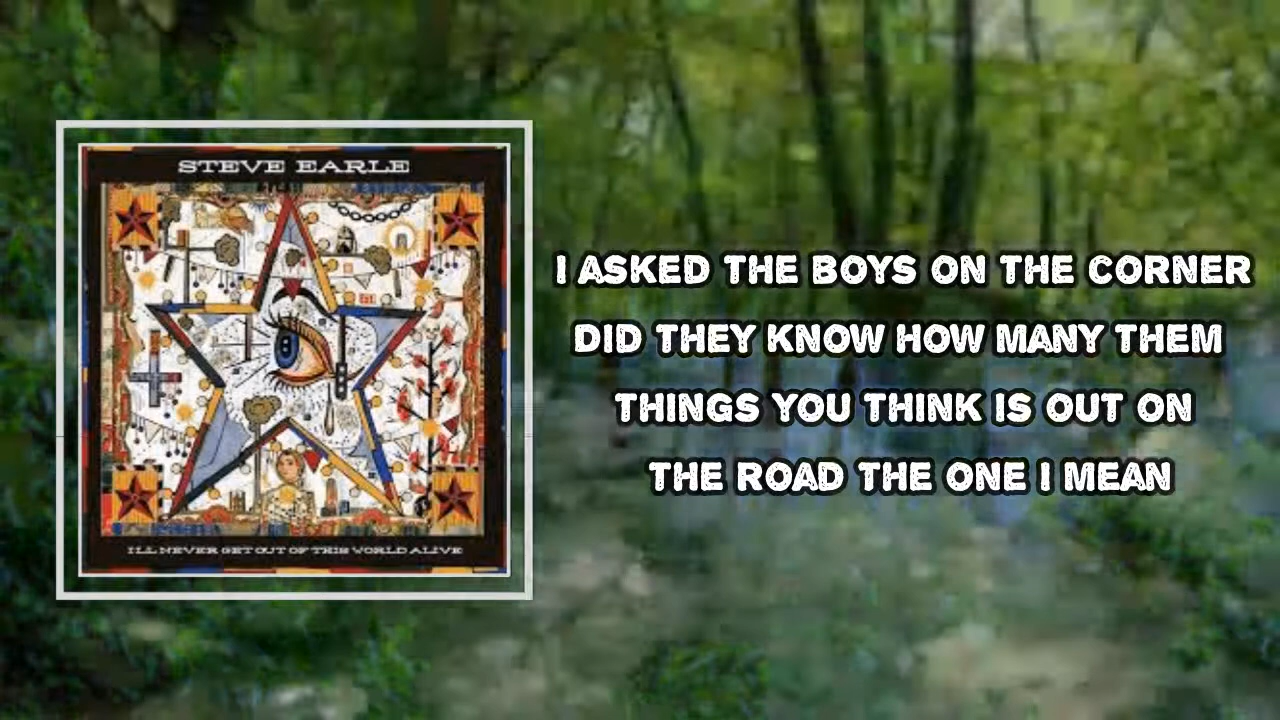 STEVE EARLE
I'LL NEVER GET OUT OF THIS WORLD ALIVE
I ASKED THE BOYS ON THE CORNER
DID THEY KNOW HOW MANY THEM
THINGS YOU THINK IS OUT ON
THE ROAD THE ONE I MEAN